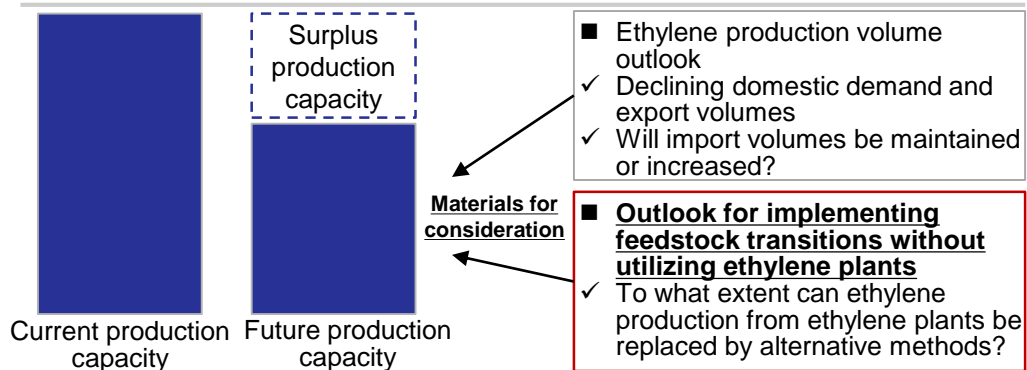 Surplus
production
capacity
Current production
capacity
Future production
capacity
Materials for
consideration
■ Ethylene production volume
outlook
✓ Declining domestic demand and
export volumes
✓ Will import volumes be maintained
or increased?
■ Outlook for implementing
feedstock transitions without
utilizing ethylene plants
✓ To what extent can ethylene
production from ethylene plants be
replaced by alternative methods?